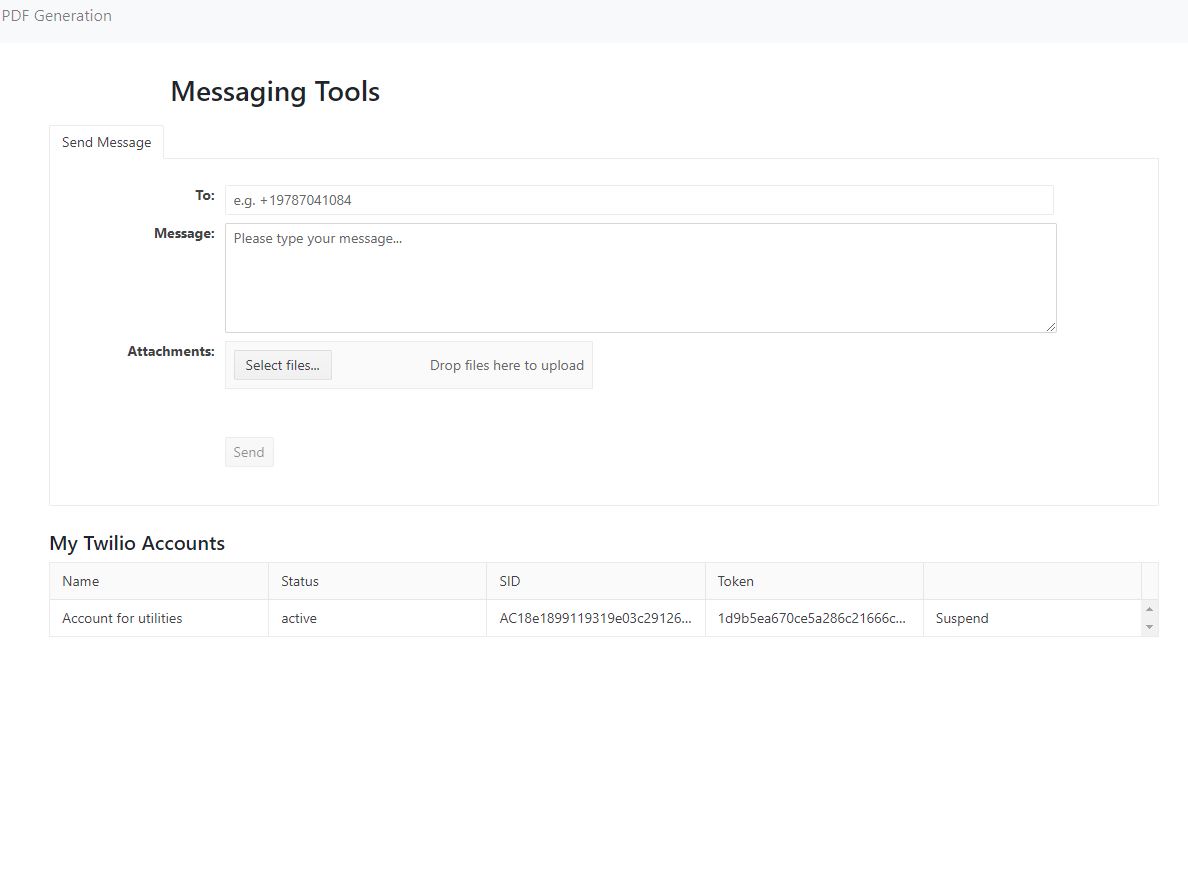 PDF Generation
Messaging Tools
Send Message
To: e.g. +19787041084
Message: Please type your message...
Attachments: Select files... Drop files here to upload
Send
My Twilio Accounts
Name Status SID Token
Account for utilities active AC18e1899119319e03c29126... 1d9b5ea670ce5a286c21666c... Suspend